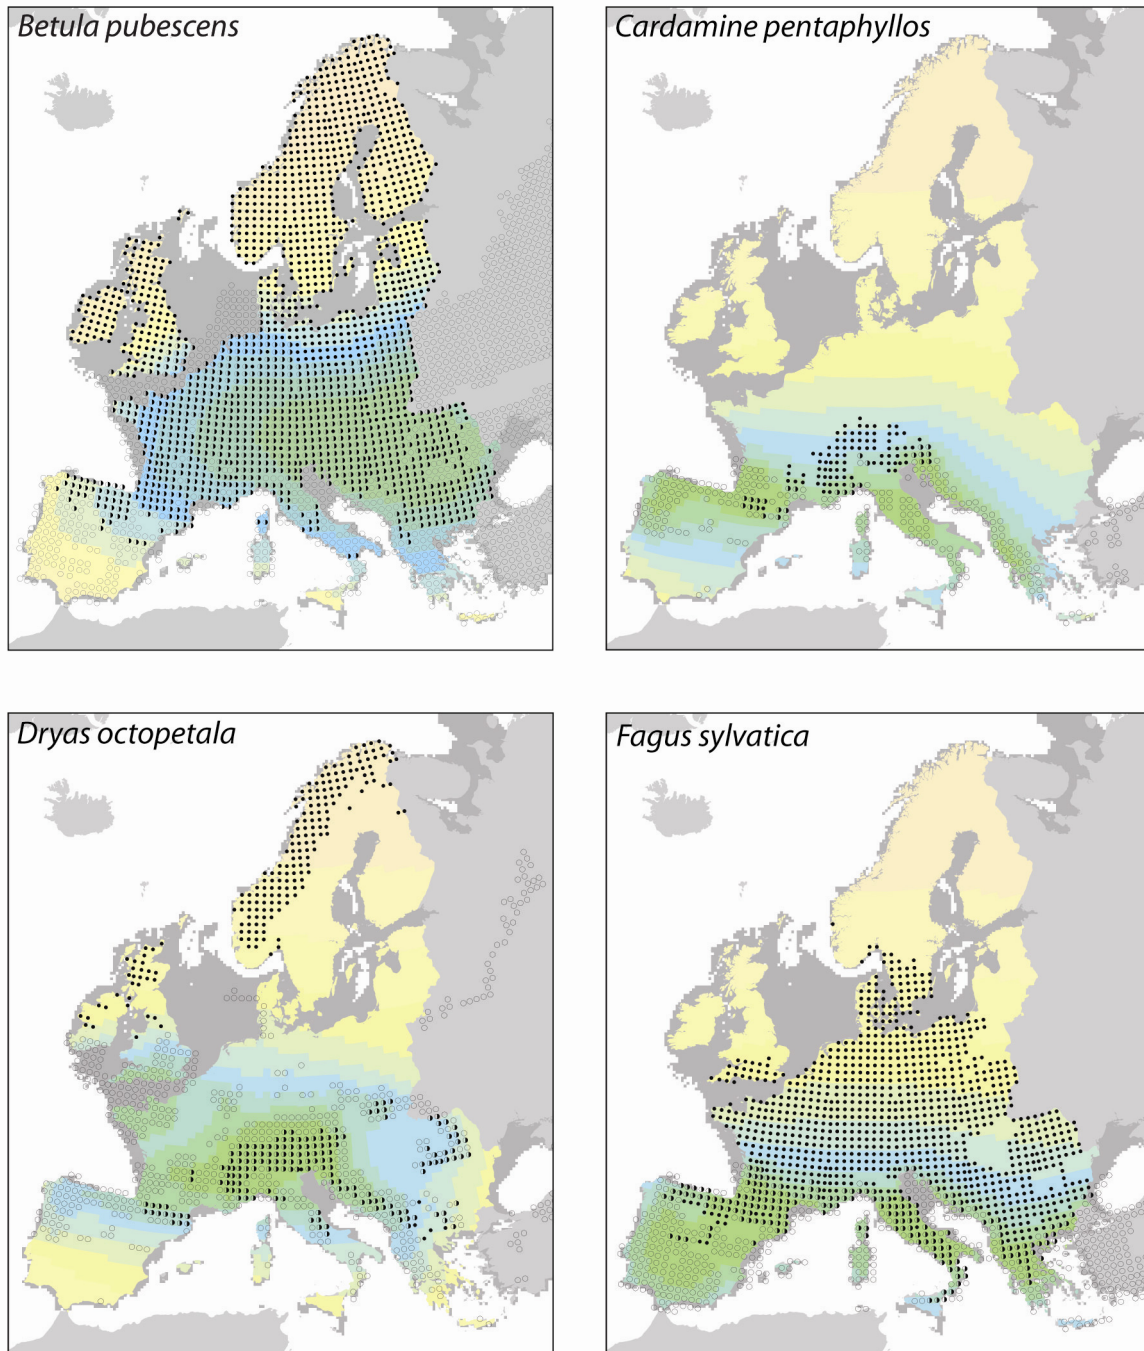 Betula pubescens
Cardamine pentaphyllos
Dryas octopetala
Fagus sylvatica